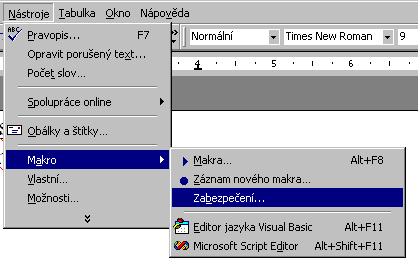 Nástroje Tabulka Okno Nápověda
Pravopis... F7
Opravit porušený text...
Počet slov...
Spolupráce online
Obálky a štítky...
Makro
Vlastní...
Možnosti...
Normální Times New Roman 9
4 5 6
Makra... Alt+F8
Záznam nového makra...
Zabezpečení...
Editor jazyka Visual Basic Alt+F11
Microsoft Script Editor Alt+Shift+F11